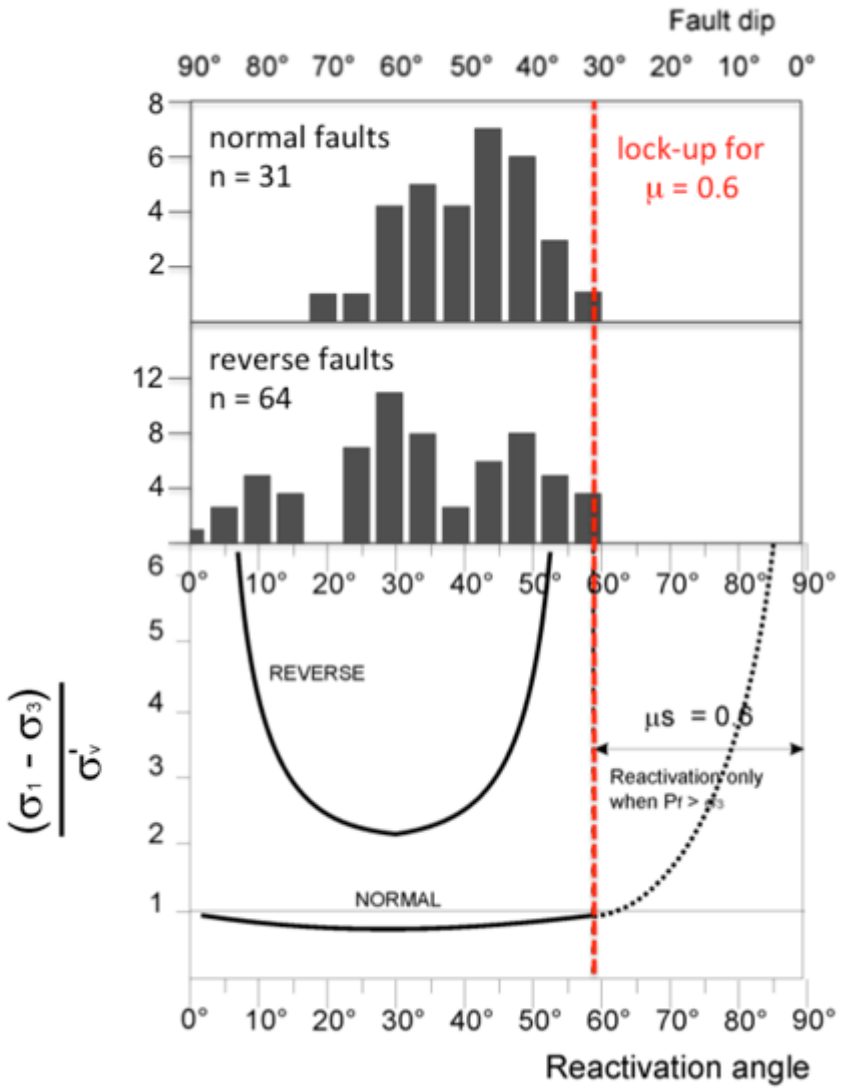 Fault dip
90° 80° 70° 60° 50° 40° 30° 20° 10° 0°
8
normal faults
n = 31
6
4
2
lock-up for
μ = 0.6
reverse faults
n = 64
12
8
4
0° 10° 20° 30° 40° 50° 60° 70° 80° 90°
6
5
4
3
2
1
REVERSE
NORMAL
μs = 0.6
Reactivation only
when Pf > σ₃
(σ₁ - σ₃)
σ'ᵥ
0° 10° 20° 30° 40° 50° 60° 70° 80° 90°
Reactivation angle